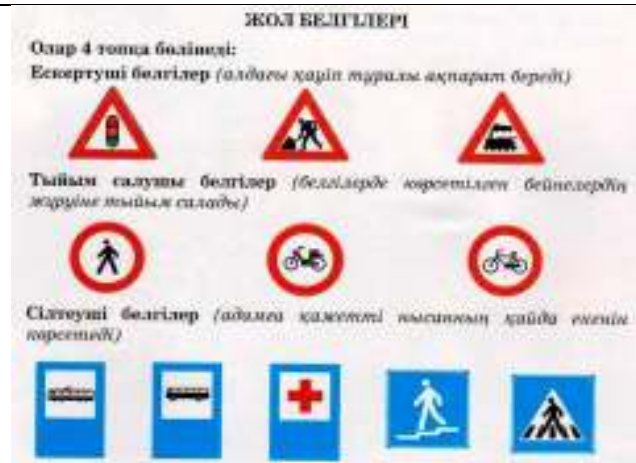 ЖОЛ БЕЛГІЛЕРІ
Олар 4 топқа бөлінеді:
Ескертуші белгілер (алдағы қауіп туралы ақпарат береді)
Тыйым салушы белгілер (белгілерде көрсетілген бейнелердің
жүруіне тыйым салады)
Сілтеуші белгілер (адамға қажетті нысанның қайда екенін
көрсетеді)